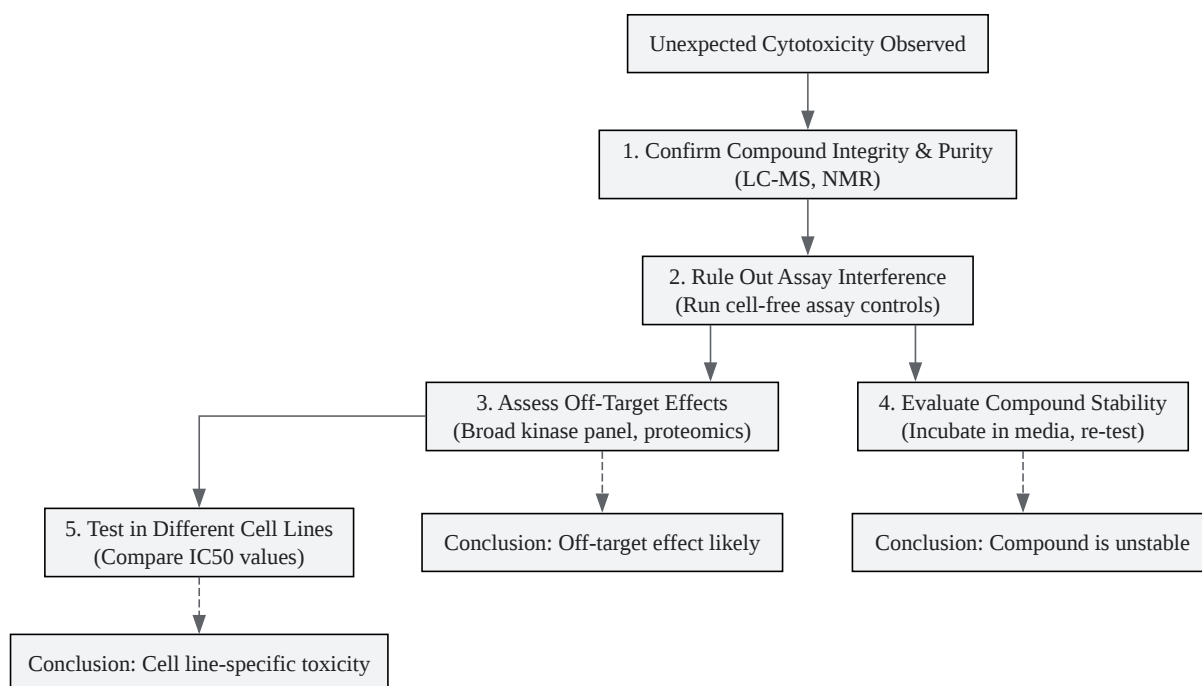 Unexpected Cytotoxicity Observed
1. Confirm Compound Integrity & Purity
(LC-MS, NMR)
2. Rule Out Assay Interference
(Run cell-free assay controls)
3. Assess Off-Target Effects
(Broad kinase panel, proteomics)
4. Evaluate Compound Stability
(Incubate in media, re-test)
5. Test in Different Cell Lines
(Compare IC50 values)
Conclusion: Off-target effect likely
Conclusion: Compound is unstable
Conclusion: Cell line-specific toxicity